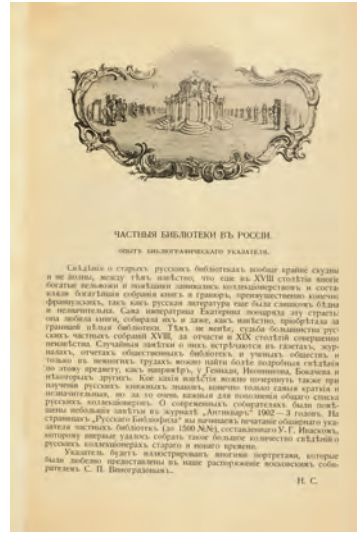 ЧАСТНЫЯ БИБЛІОТЕКИ ВЪ РОССІИ.
ОПЫТЪ БИБЛІОГРАФИЧЕСКАГО УКАЗАТЕЛЯ.
Свѣдѣнія о старыхъ русскихъ библіотекахъ вообще крайне скудны
и не полны, между тѣмъ извѣстно, что еще въ XVIII столѣтіи многіе
богатые вельможи и помѣщики занимались коллекціонерствомъ и соста-
вляли богатѣйшія собранія книгъ и гравюръ, преимущественно конечно
французскихъ, такъ какъ русская литература еще была слишкомъ бѣдна
и незначительна. Сама императрица Екатерина поощряла эту страсть:
она любила книги, собирала ихъ и даже, какъ извѣстно, пріобрѣтала за
границей цѣлыя библіотеки. Тѣмъ не менѣе, судьба большинства рус-
скихъ частныхъ собраній XVIII, да отчасти и XIX столѣтій совершенно
неизвѣстна. Случайныя замѣтки о нихъ встрѣчаются въ газетахъ, жур-
налахъ, отчетахъ общественныхъ библіотекъ и ученыхъ обществъ и
только въ немногихъ трудахъ можно найти болѣе подробныя свѣдѣнія
по этому предмету, какъ напримѣръ, у Геннади, Иконникова, Бокачева и
нѣкоторыхъ другихъ. Кое какія извѣстія можно почерпнуть также при
изученіи русскихъ книжныхъ знаковъ, конечно только самыя краткія и
незначительныя, но за то очень важныя для пополненія общаго списка
русскихъ коллекціонеровъ. О современныхъ собирателяхъ были помѣ-
щены небольшія замѣтки въ журналѣ „Антикваръ" 1902—3 годовъ. На
страницахъ „Русскаго Библіофила" мы начинаемъ печатаніе обширнаго ука-
зателя частныхъ библіотекъ (до 1500 №№), составленнаго У. Г. Иваскомъ,
которому впервые удалось собрать такое большое количество свѣдѣній о
русскихъ коллекціонерахъ стараго и новаго времени.
Указатель будетъ иллюстрированъ многими портретами, которые
были любезно предоставлены въ наше распоряженіе московскимъ соби-
рателемъ С. П. Виноградовымъ.
Н. С.